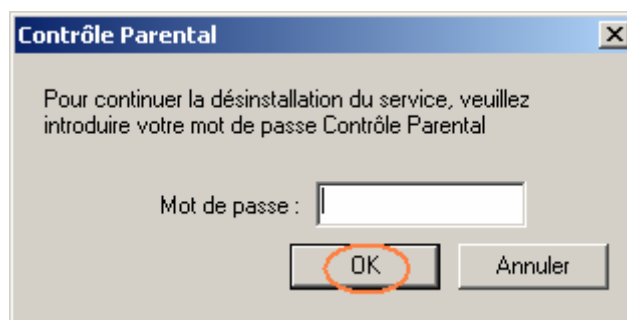 Contrôle Parental
Pour continuer la désinstallation du service, veuillez
introduire votre mot de passe Contrôle Parental
Mot de passe :
OK
Annuler